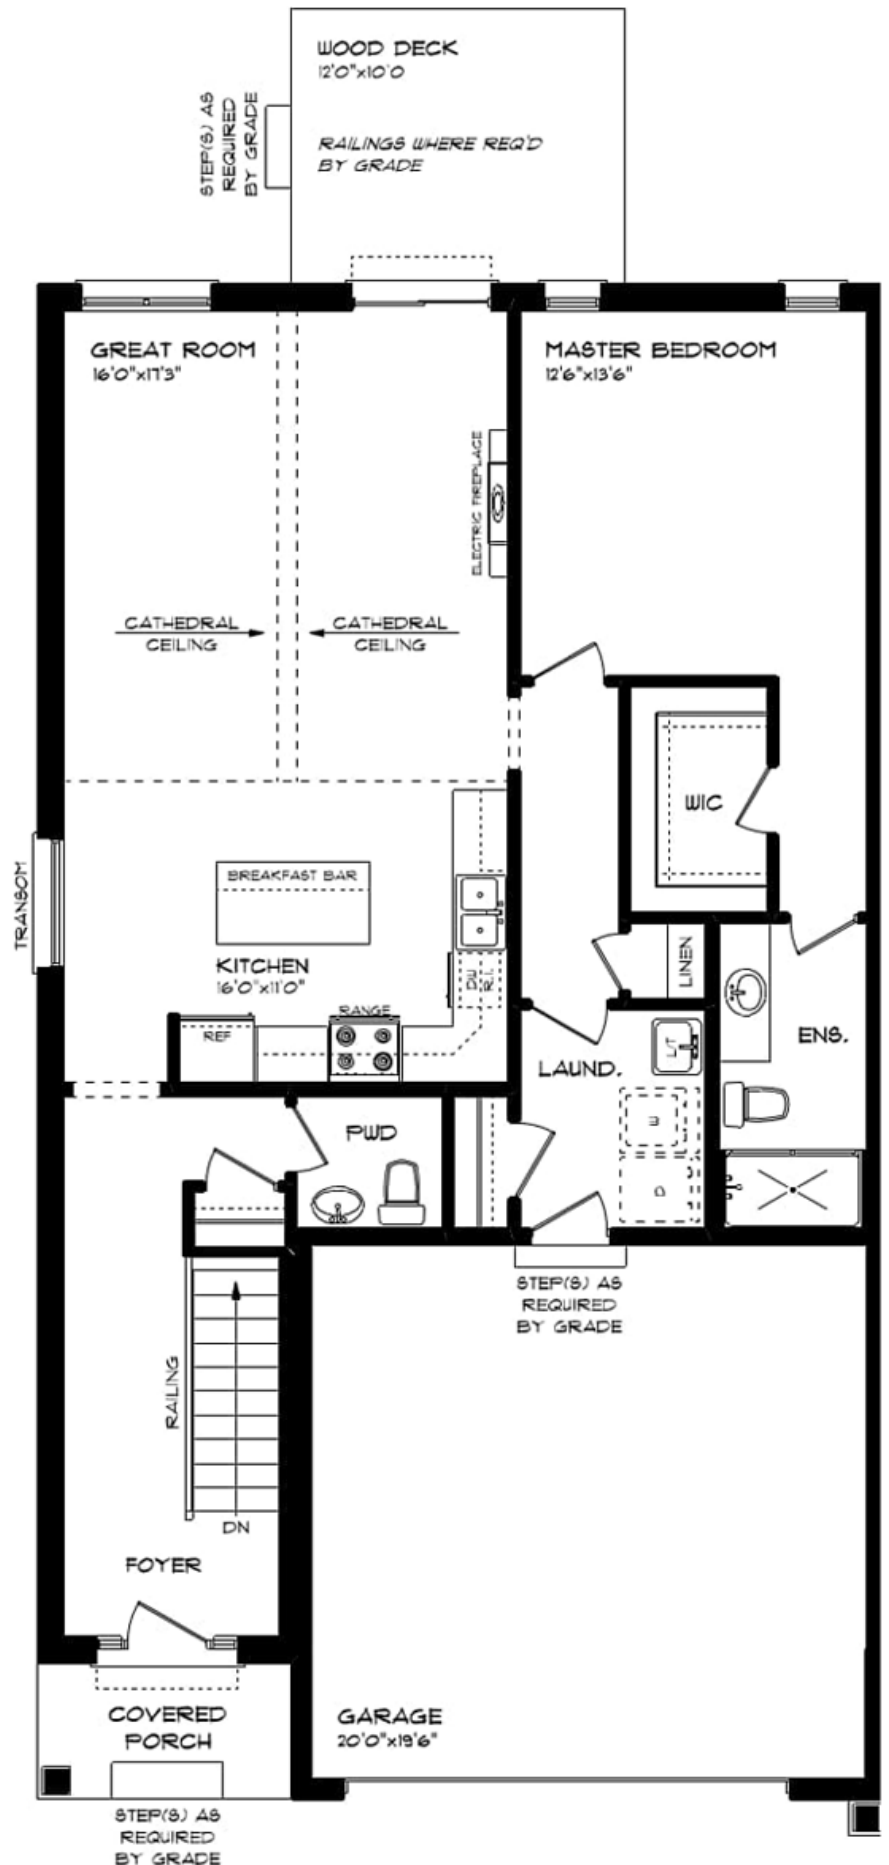 WOOD DECK
12'0"x10'0
STEP(S) AS
REQUIRED
BY GRADE
RAILINGS WHERE REQ'D
BY GRADE
GREAT ROOM
16'0"x17'3"
MASTER BEDROOM
12'6"x13'6"
ELECTRIC FIREPLACE
CATHEDRAL
CEILING
CATHEDRAL
CEILING
WIC
TRANSOM
BREAKFAST BAR
KITCHEN
16'0"x11'0"
DW
R.I.
LINEN
RANGE
REF
LAUND.
L/T
ENS.
W
D
PWD
STEP(S) AS
REQUIRED
BY GRADE
RAILING
DN
FOYER
COVERED
PORCH
GARAGE
20'0"x19'6"
STEP(S) AS
REQUIRED
BY GRADE